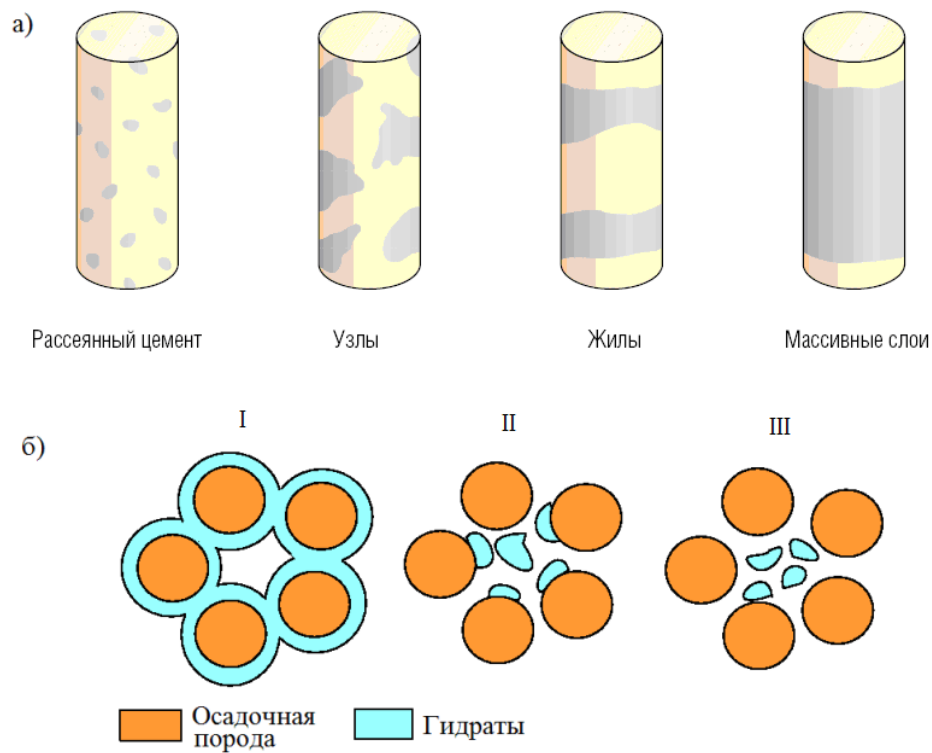 а)
Рассеянный цемент
Узлы
Жилы
Массивные слои
б)
I
II
III
Осадочная
порода
Гидраты